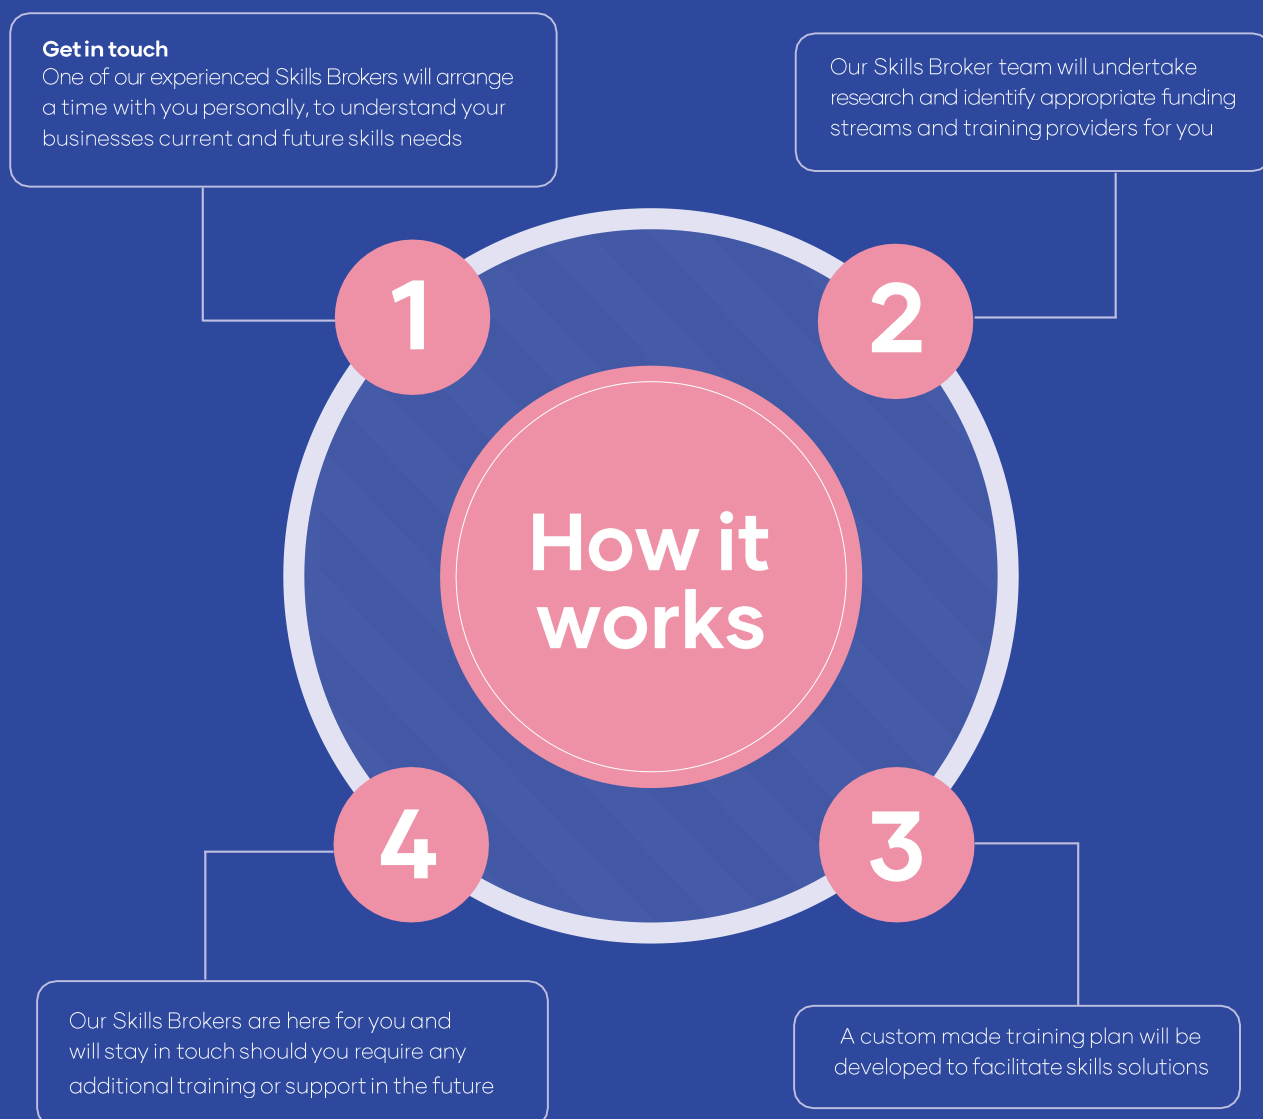 Get in touch
One of our experienced Skills Brokers will arrange
a time with you personally, to understand your
businesses current and future skills needs
Our Skills Broker team will undertake
research and identify appropriate funding
streams and training providers for you
1
2
How it
works
4
3
Our Skills Brokers are here for you and
will stay in touch should you require any
additional training or support in the future
A custom made training plan will be
developed to facilitate skills solutions